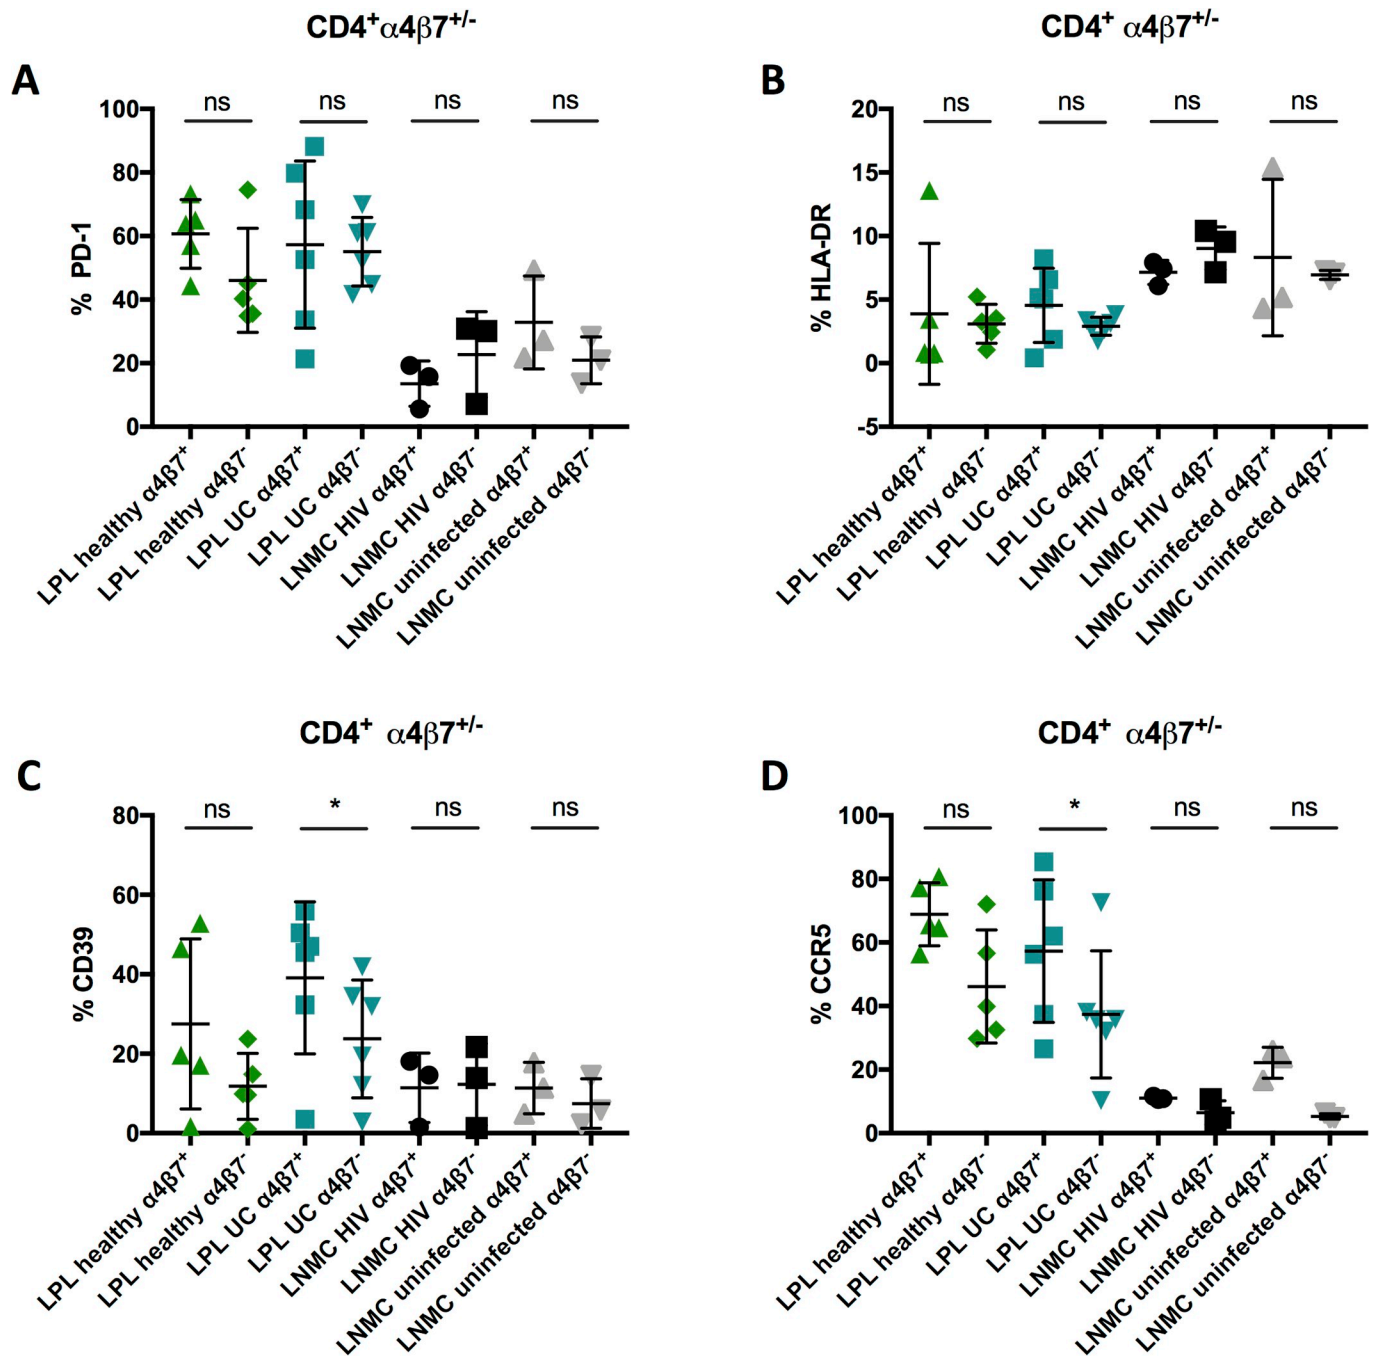 CD4⁺α4β7⁺/⁻
A
ns ns ns ns
100
80
60
40
20
0
% PD-1
LPL healthy α4β7⁺
LPL healthy α4β7⁻
LPL UC α4β7⁺
LPL UC α4β7⁻
LNMC HIV α4β7⁺
LNMC HIV α4β7⁻
LNMC uninfected α4β7⁺
LNMC uninfected α4β7⁻
CD4⁺ α4β7⁺/⁻
B
ns ns ns ns
20
15
10
5
0
-5
% HLA-DR
LPL healthy α4β7⁺
LPL healthy α4β7⁻
LPL UC α4β7⁺
LPL UC α4β7⁻
LNMC HIV α4β7⁺
LNMC HIV α4β7⁻
LNMC uninfected α4β7⁺
LNMC uninfected α4β7⁻
CD4⁺ α4β7⁺/⁻
C
ns * ns ns
80
60
40
20
0
% CD39
LPL healthy α4β7⁺
LPL healthy α4β7⁻
LPL UC α4β7⁺
LPL UC α4β7⁻
LNMC HIV α4β7⁺
LNMC HIV α4β7⁻
LNMC uninfected α4β7⁺
LNMC uninfected α4β7⁻
CD4⁺ α4β7⁺/⁻
D
ns * ns ns
100
80
60
40
20
0
% CCR5
LPL healthy α4β7⁺
LPL healthy α4β7⁻
LPL UC α4β7⁺
LPL UC α4β7⁻
LNMC HIV α4β7⁺
LNMC HIV α4β7⁻
LNMC uninfected α4β7⁺
LNMC uninfected α4β7⁻